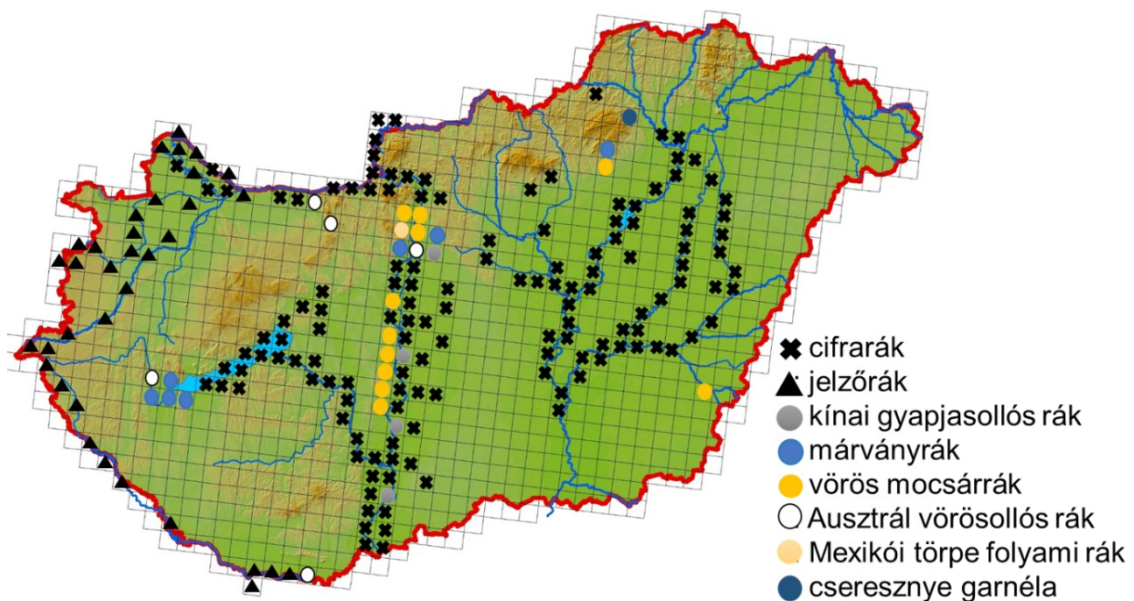 cifrarák
jelzőrák
kínai gyapjasollós rák
márványrák
vörös mocsárrák
Ausztrál vörösollós rák
Mexikói törpe folyami rák
cseresznye garnéla